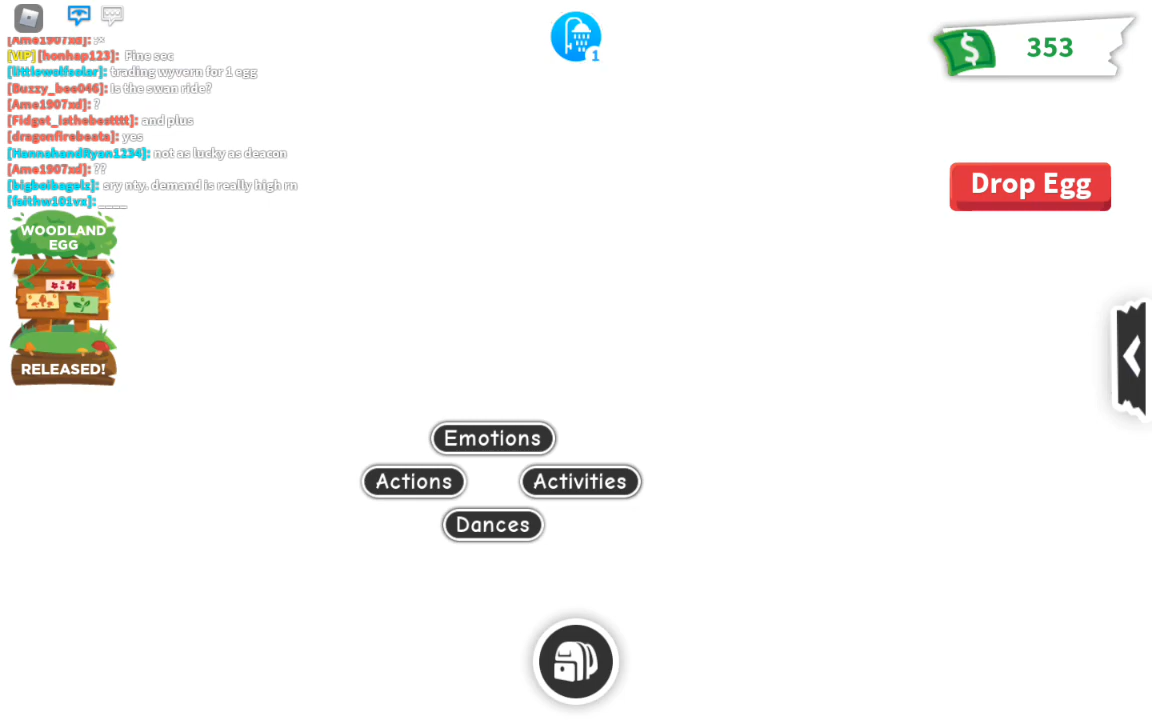 [Ame1907xd]: :<
[VIP] [honhap123]: Fine sec
[littlewolfsolar]: trading wyvern for 1 egg
[Buzzy_bee046]: Is the swan ride?
[Ame1907xd]: ?
[Fidget_isthebestttt]: and plus
[dragonfirebeats]: yes
[HannahandRyan1234]: not as lucky as deacon
[Ame1907xd]: ??
[bigboibagelz]: sry nty. demand is really high rn
[faithw101vx]: ____
1
$ 353
Drop Egg
WOODLAND
EGG
RELEASED!
Emotions
Actions Activities
Dances